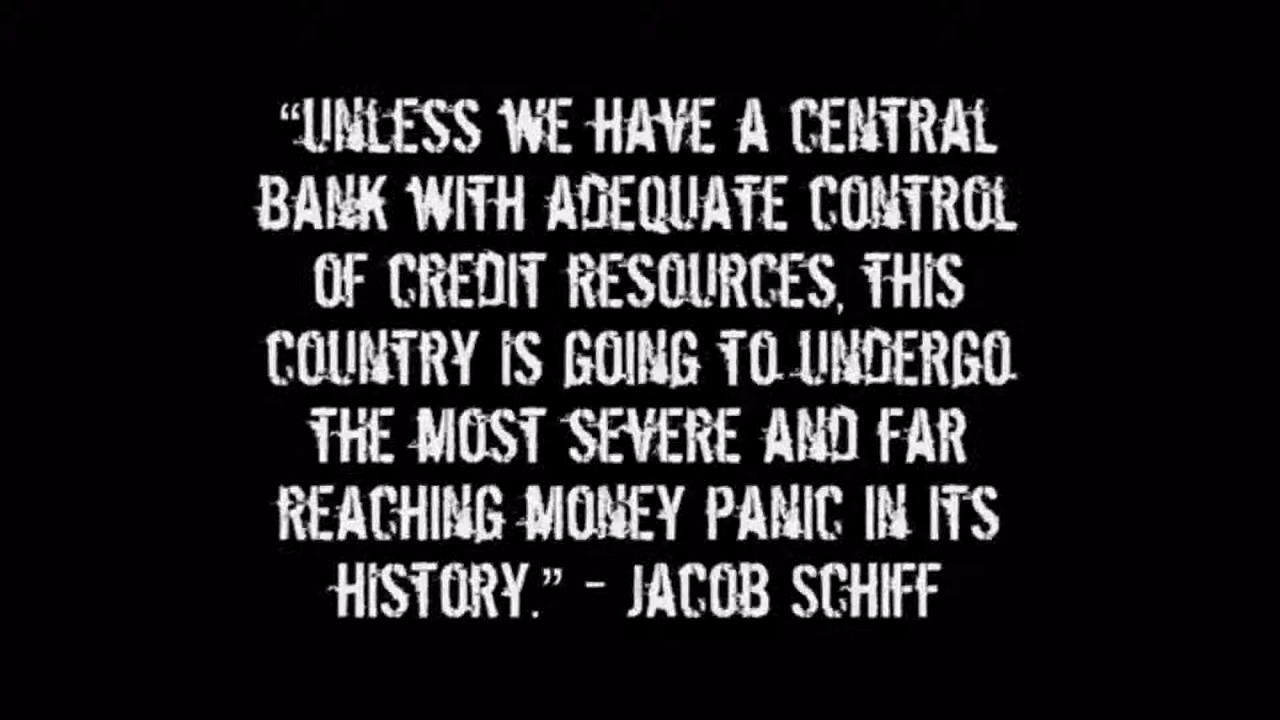 “UNLESS WE HAVE A CENTRAL
BANK WITH ADEQUATE CONTROL
OF CREDIT RESOURCES, THIS
COUNTRY IS GOING TO UNDERGO
THE MOST SEVERE AND FAR
REACHING MONEY PANIC IN ITS
HISTORY.” - JACOB SCHIFF